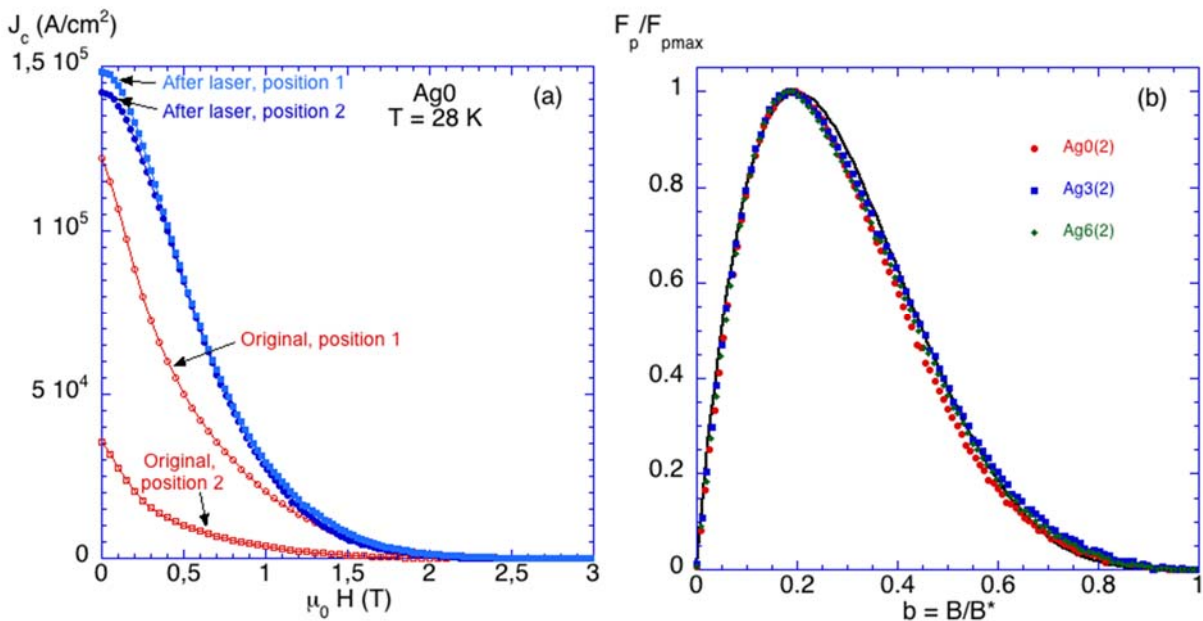 J_c (A/cm²)
1,5 10⁵
1 10⁵
5 10⁴
0
After laser, position 1
After laser, position 2
Ag0
T = 28 K
(a)
Original, position 1
Original,
position 2
0 0,5 1 1,5 2 2,5 3
μ₀ H (T)
F_p/F_pmax
(b)
1
0.8
0.6
0.4
0.2
0
Ag0(2)
Ag3(2)
Ag6(2)
0 0.2 0.4 0.6 0.8 1
b = B/B*